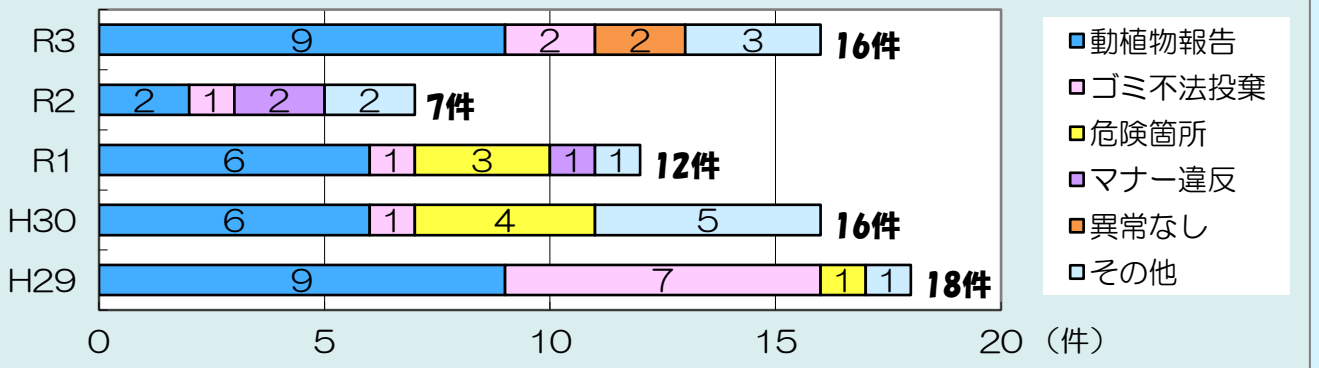 R3 9 2 2 3 16件
R2 2 1 2 2 7件
R1 6 1 3 1 1 12件
H30 6 1 4 5 16件
H29 9 7 1 1 18件
0 5 10 15 20 （件）
動植物報告
ゴミ不法投棄
危険箇所
マナー違反
異常なし
その他